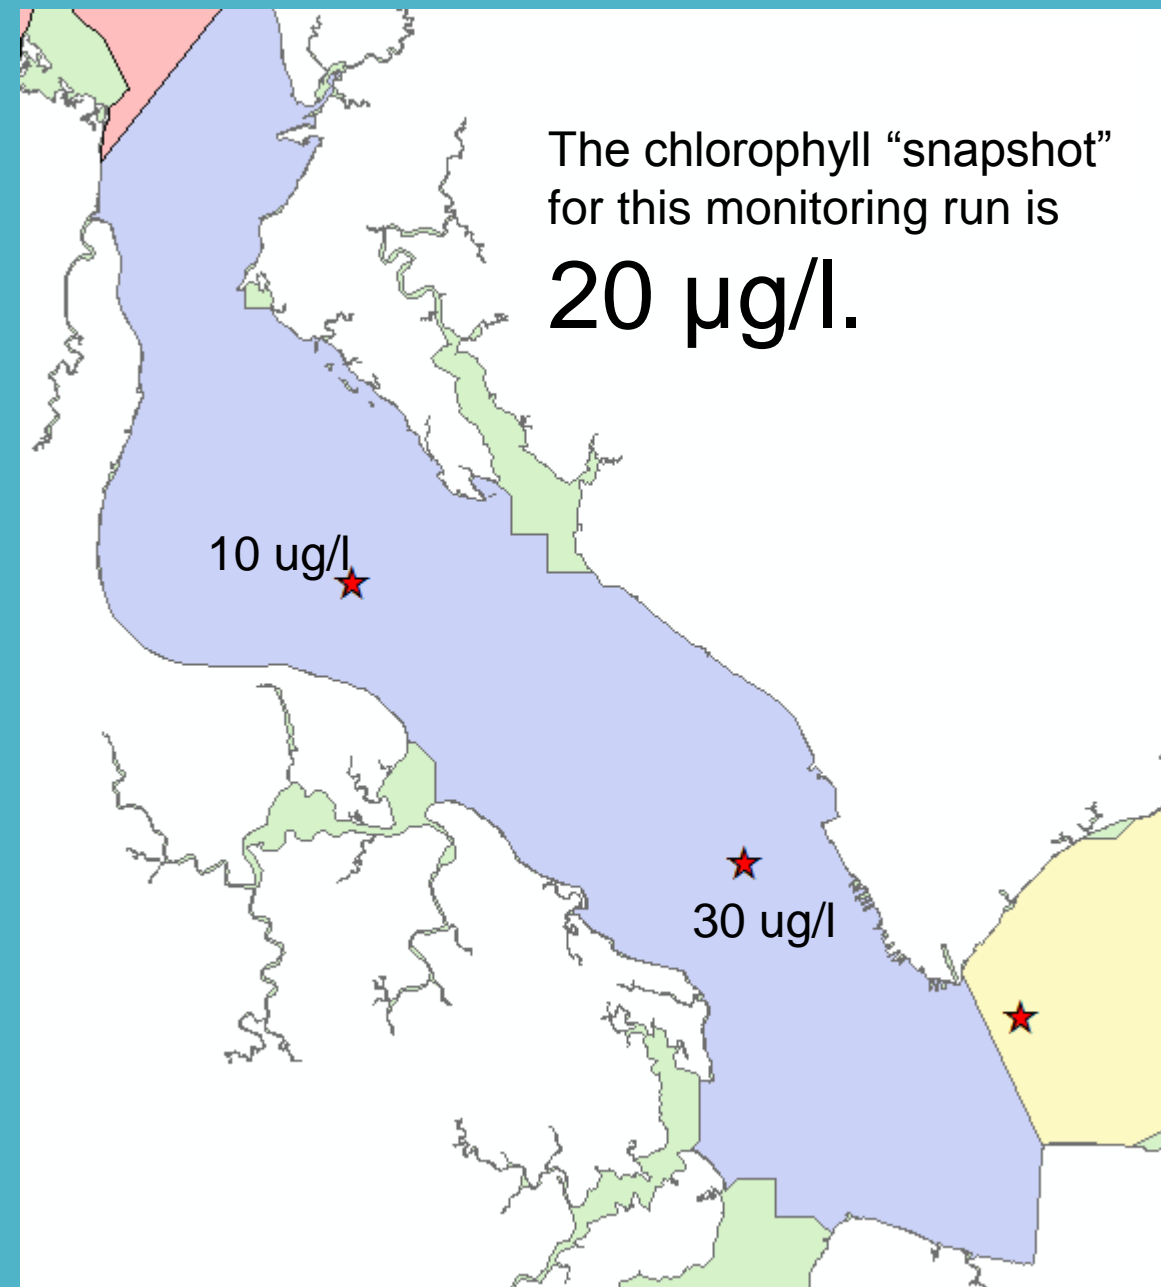 The chlorophyll “snapshot”
for this monitoring run is
20 µg/l.
10 ug/l
30 ug/l